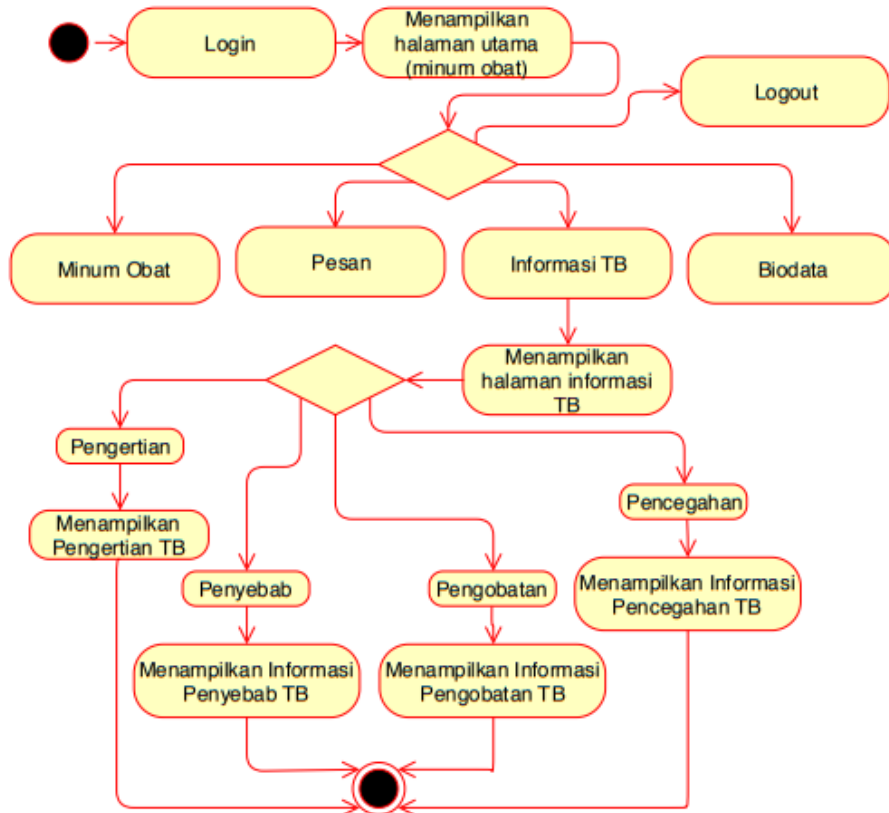 Login
Menampilkan
halaman utama
(minum obat)
Logout
Minum Obat
Pesan
Informasi TB
Biodata
Menampilkan
halaman informasi
TB
Pengertian
Menampilkan
Pengertian TB
Pencegahan
Menampilkan Informasi
Pencegahan TB
Penyebab
Pengobatan
Menampilkan Informasi
Penyebab TB
Menampilkan Informasi
Pengobatan TB